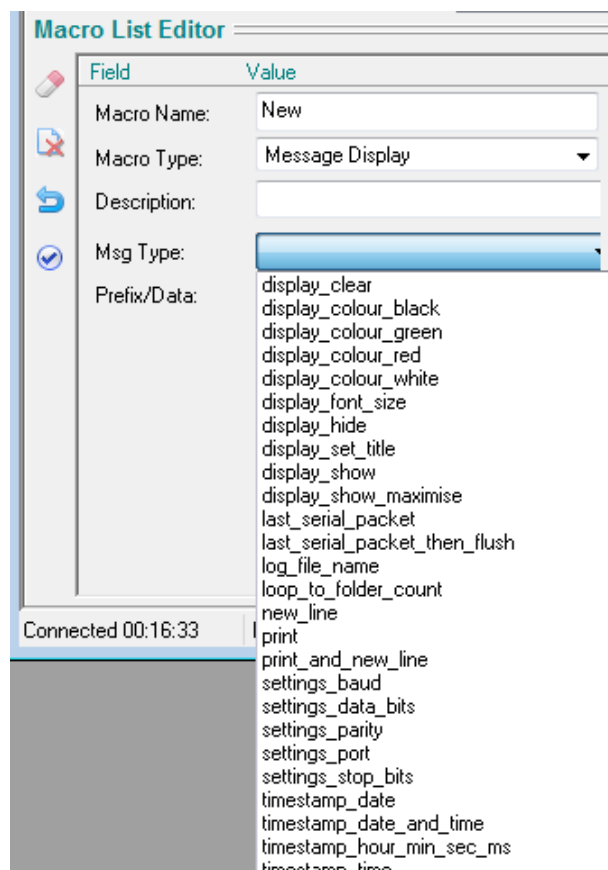 Macro List Editor
Field Value
Macro Name: New
Macro Type: Message Display
Description:
Msg Type:
Prefix/Data:
display_clear
display_colour_black
display_colour_green
display_colour_red
display_colour_white
display_font_size
display_hide
display_set_title
display_show
display_show_maximise
last_serial_packet
last_serial_packet_then_flush
log_file_name
loop_to_folder_count
new_line
Connected 00:16:33
print
print_and_new_line
settings_baud
settings_data_bits
settings_parity
settings_port
settings_stop_bits
timestamp_date
timestamp_date_and_time
timestamp_hour_min_sec_ms
timestamp_time